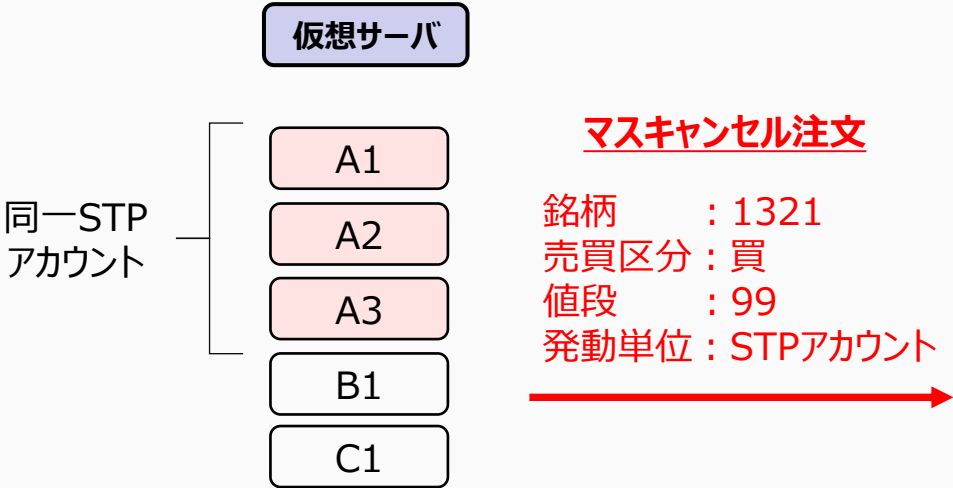 仮想サーバ
同一STP
アカウント
A1
A2
A3
B1
C1
マスキャンセル注文
銘柄　　：1321
売買区分：買
値段　　：99
発動単位：STPアカウント